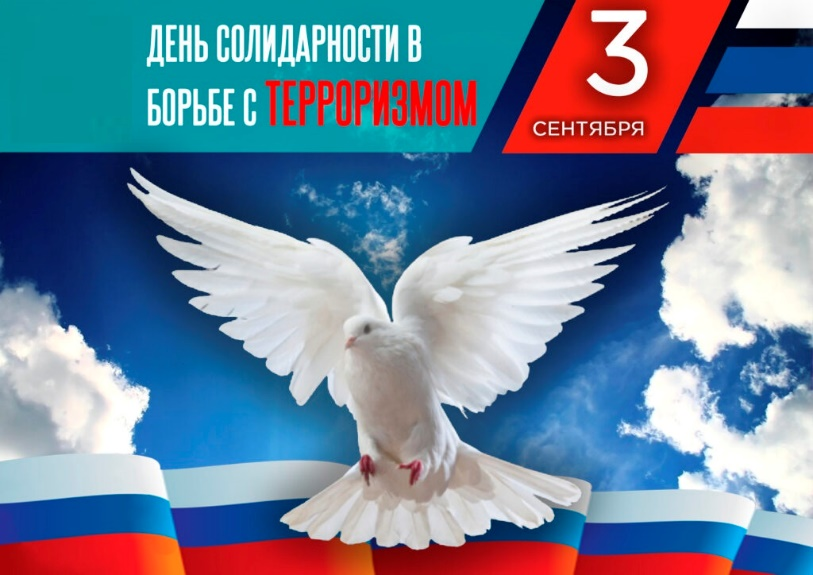 ДЕНЬ СОЛИДАРНОСТИ В
БОРЬБЕ С ТЕРРОРИЗМОМ
3
СЕНТЯБРЯ